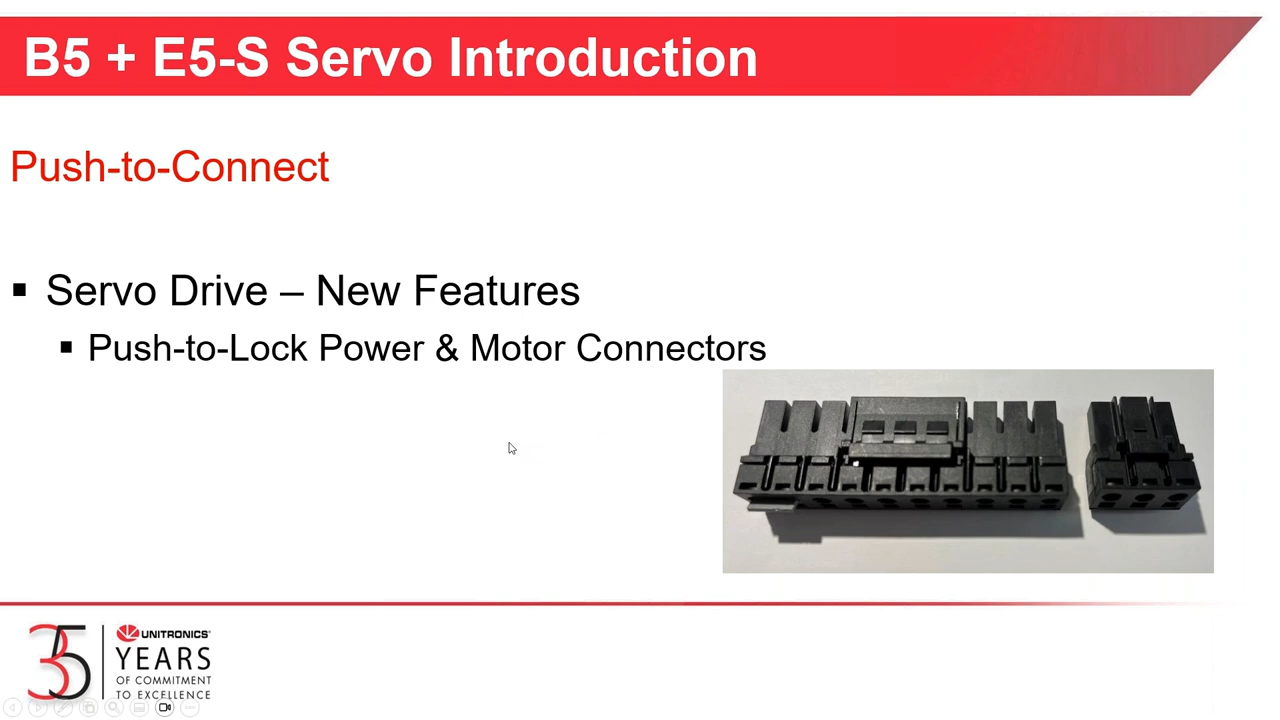 B5 + E5-S Servo Introduction
Push-to-Connect
▪ Servo Drive – New Features
▪ Push-to-Lock Power & Motor Connectors
35
UNITRONICS®
YEARS
OF COMMITMENT
TO EXCELLENCE